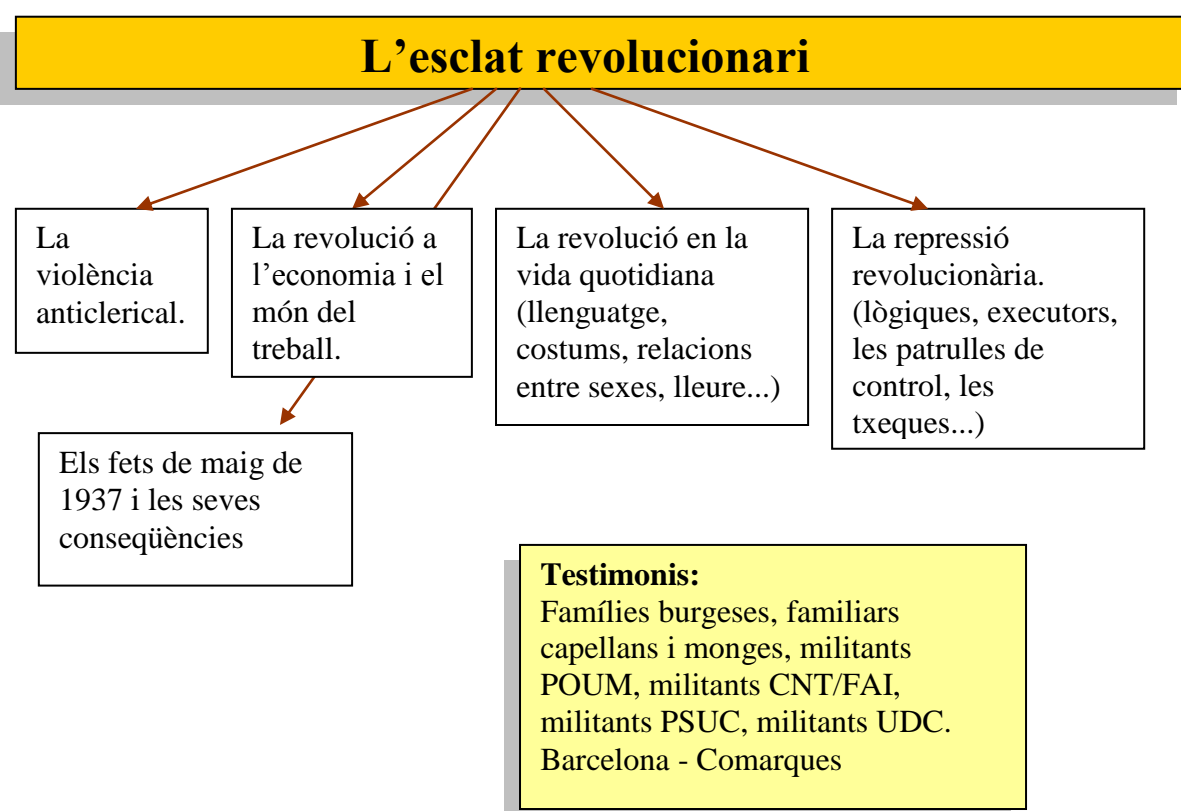 L’esclat revolucionari
La
violència
anticlerical.
La revolució a
l’economia i el
món del
treball.
La revolució en la
vida quotidiana
(llenguatge,
costums, relacions
entre sexes, lleure...)
La repressió
revolucionària.
(lògiques, executors,
les patrulles de
control, les
txeques...)
Els fets de maig de
1937 i les seves
conseqüències
Testimonis:
Famílies burgeses, familiars
capellans i monges, militants
POUM, militants CNT/FAI,
militants PSUC, militants UDC.
Barcelona - Comarques